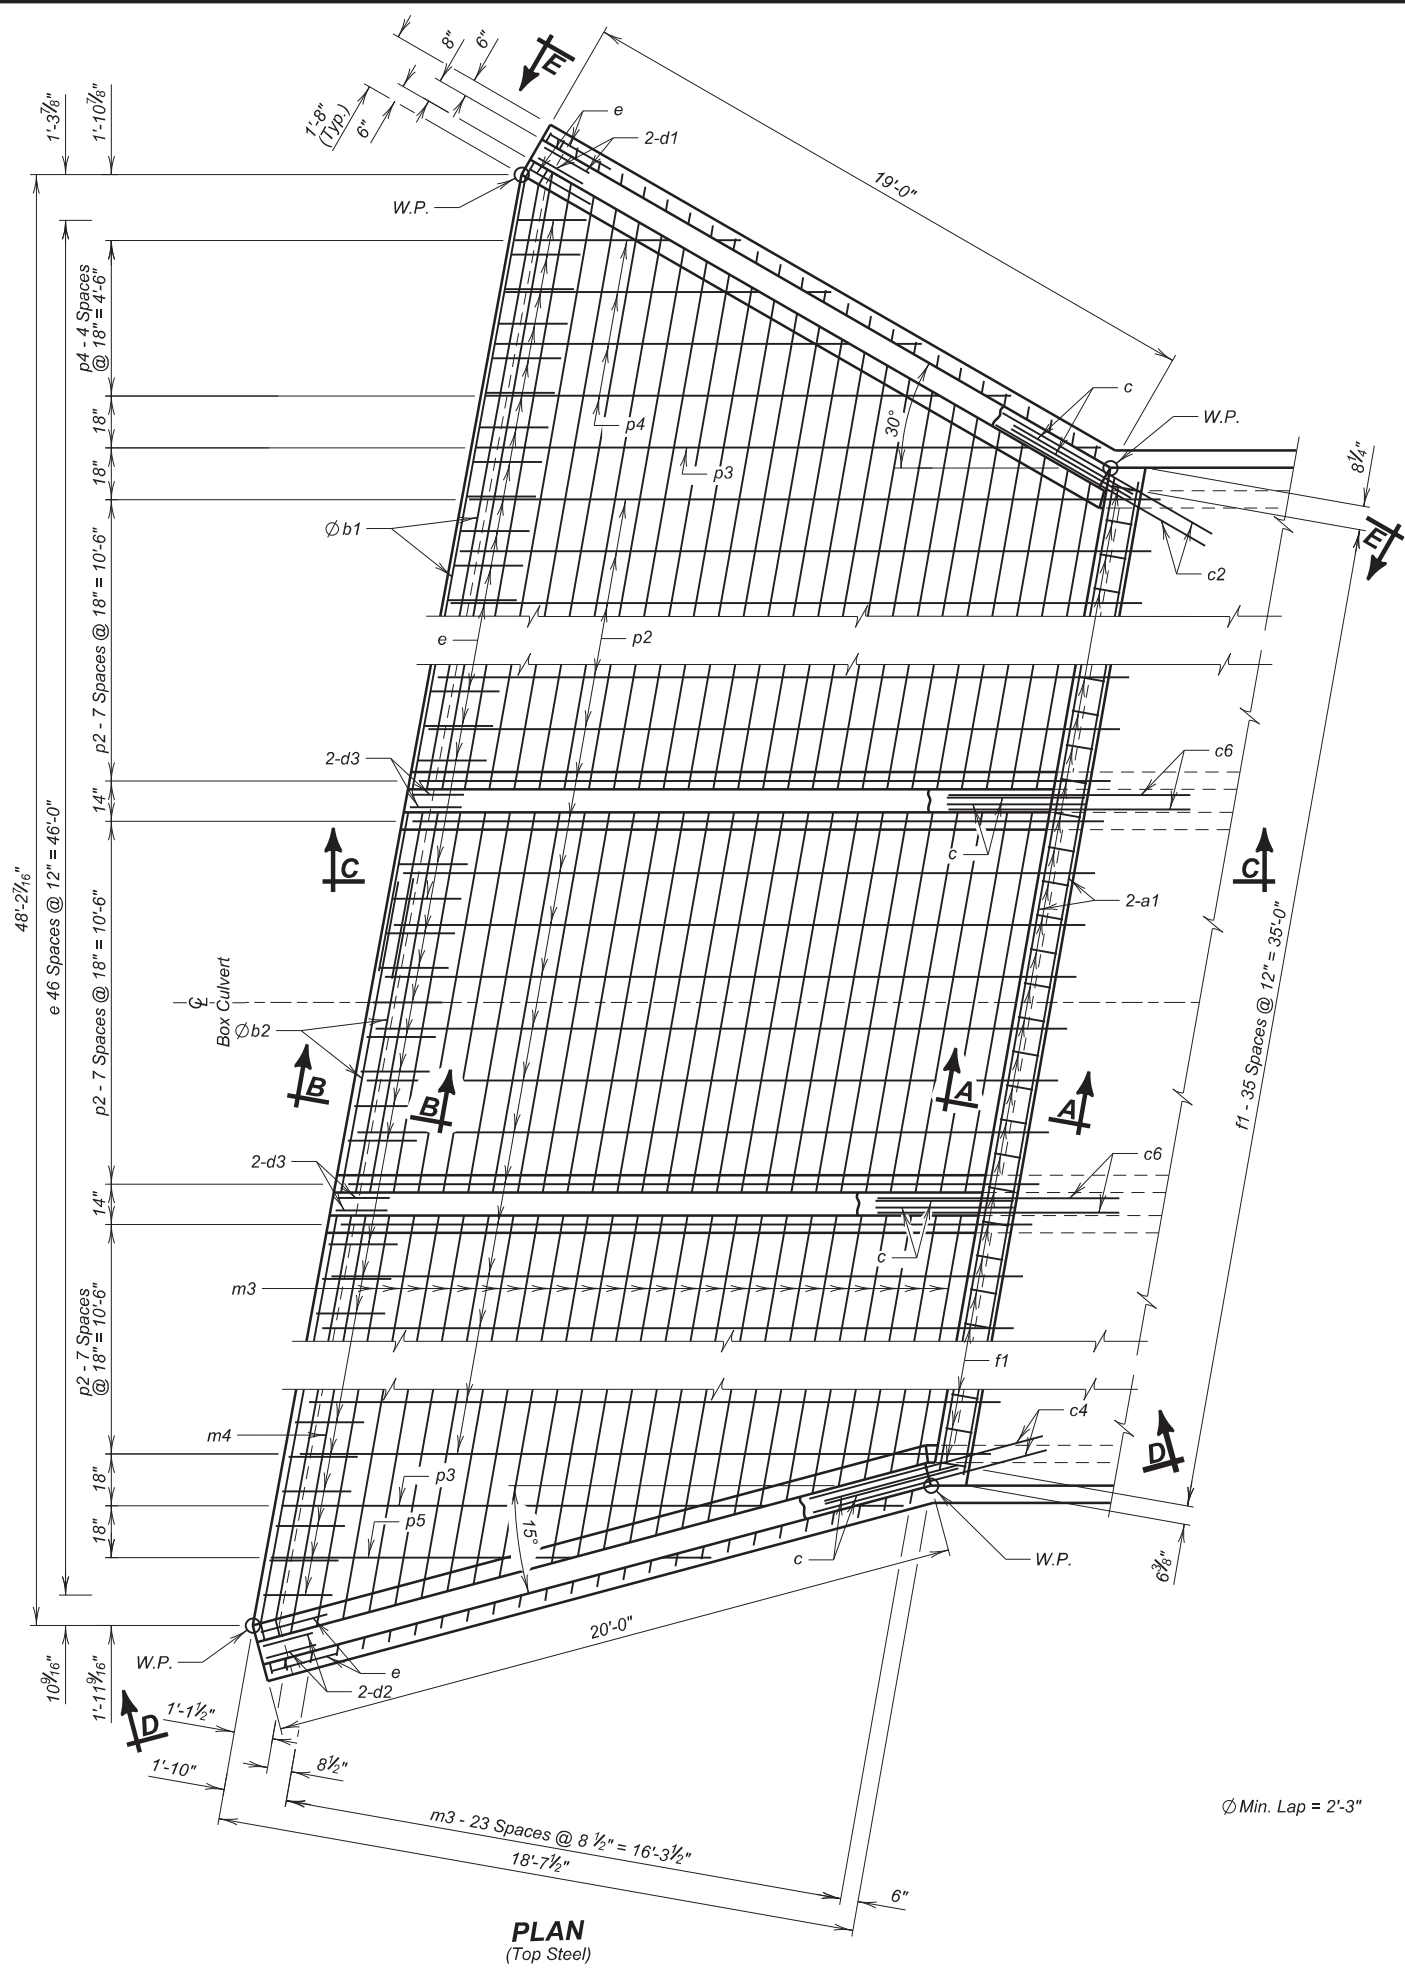 1'-3⅞"
1'-10⅞"
8"
6"
E
1'-8"
(Typ.)
6"
e
2-d1
19'-0"
W.P.
p4 - 4 Spaces
@ 18" = 4'-6"
18"
18"
30°
c
W.P.
8¼"
p4
p3
∅ b1
E
c2
p2 - 7 Spaces @ 18" = 10'-6"
e
p2
2-d3
c6
14"
c
C
C
2-a1
48'-2 7/16"
e 46 Spaces @ 12" = 46'-0"
p2 - 7 Spaces @ 18" = 10'-6"
f1 - 35 Spaces @ 12" = 35'-0"
℄
Box Culvert
∅ b2
B
B
A
A
2-d3
c6
14"
c
m3
p2 - 7 Spaces
@ 18" = 10'-6"
f1
c4
m4
D
p3
18"
p5
18"
15°
c
W.P.
6⅜"
20'-0"
W.P.
e
2-d2
10 9/16"
1'-11 9/16"
D
1'-1½"
1'-10"
8½"
m3 - 23 Spaces @ 8 ½" = 16'-3½"
18'-7½"
6"
∅ Min. Lap = 2'-3"
PLAN
(Top Steel)